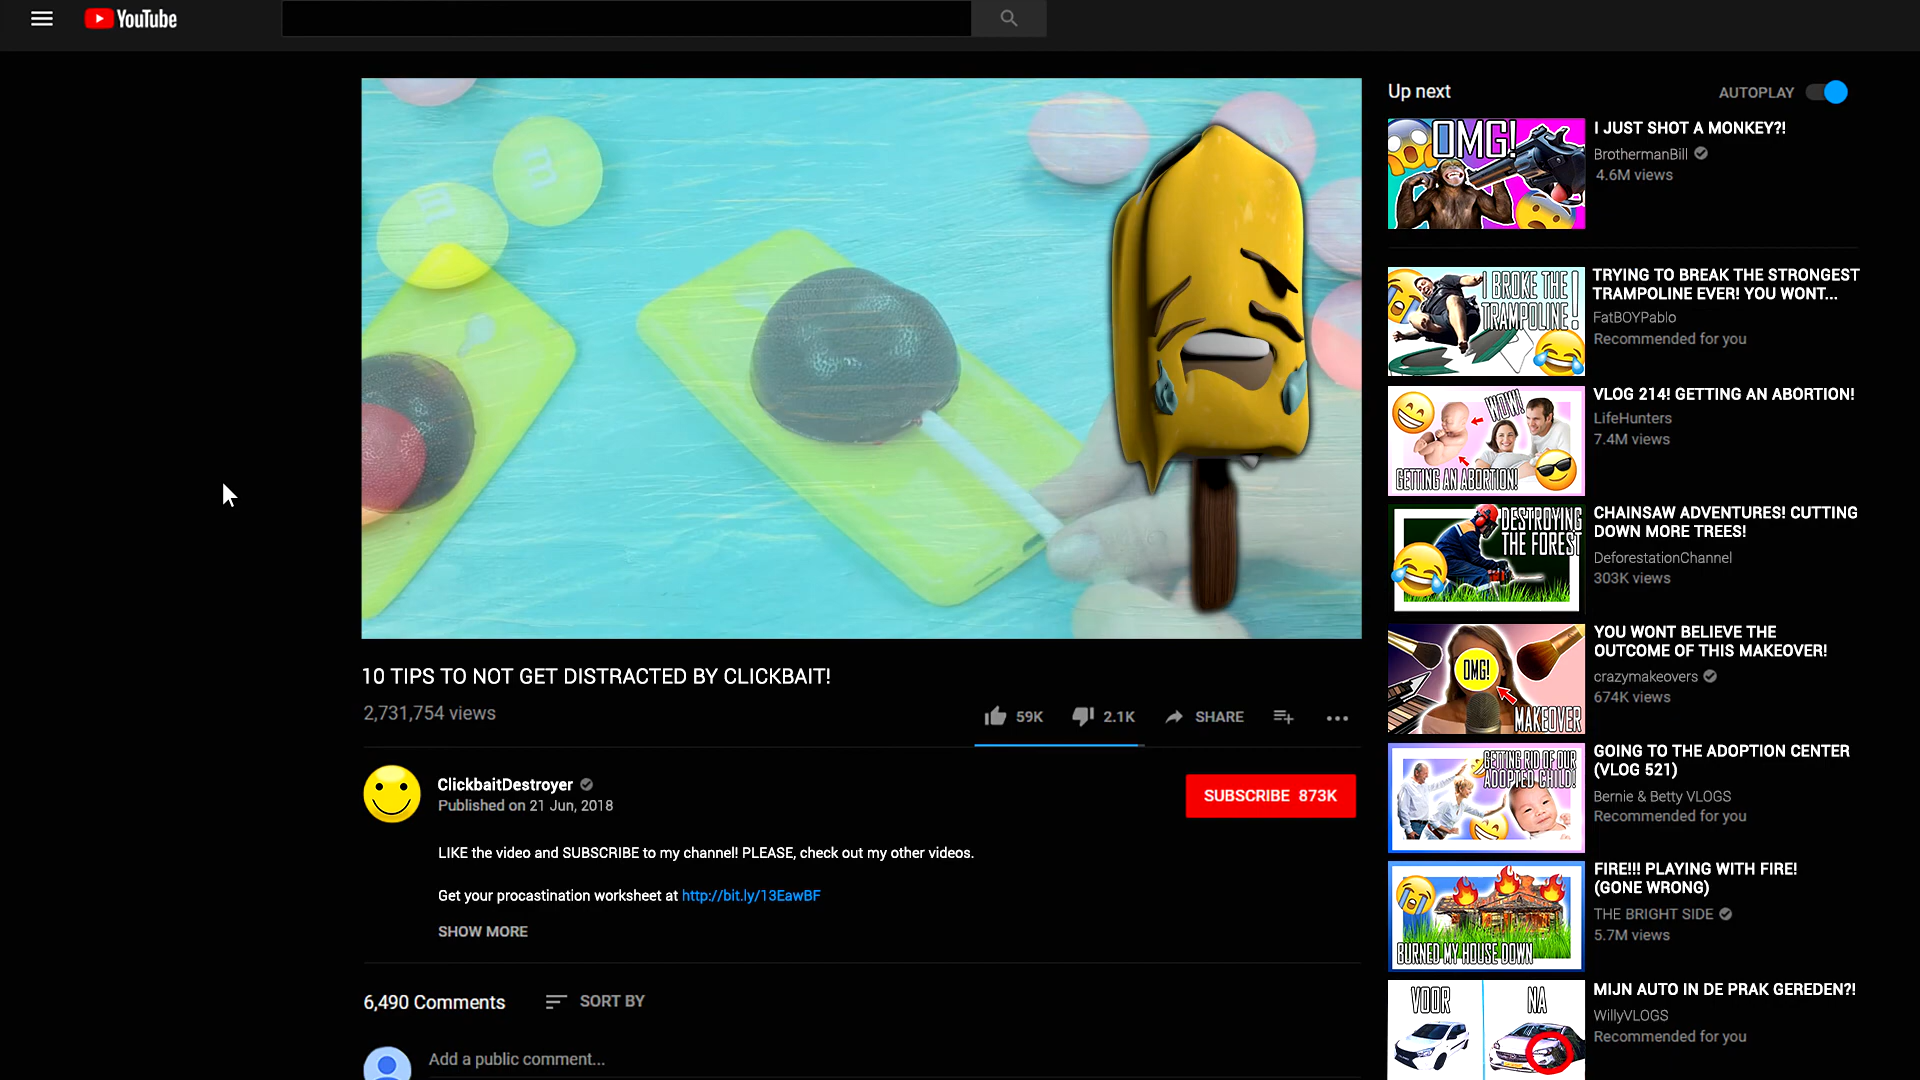 YouTube
m
m
10 TIPS TO NOT GET DISTRACTED BY CLICKBAIT!
2,731,754 views
59K
2.1K
SHARE
ClickbaitDestroyer
Published on 21 Jun, 2018
SUBSCRIBE 873K
LIKE the video and SUBSCRIBE to my channel! PLEASE, check out my other videos.
Get your procastination worksheet at http://bit.ly/13EawBF
SHOW MORE
6,490 Comments
SORT BY
Add a public comment...
Up next
AUTOPLAY
OMG!
I JUST SHOT A MONKEY?!
BrothermanBill
4.6M views
I BROKE THE
TRAMPOLINE!
TRYING TO BREAK THE STRONGEST
TRAMPOLINE EVER! YOU WONT...
FatBOYPablo
Recommended for you
WOW!
GETTING AN ABORTION!
VLOG 214! GETTING AN ABORTION!
LifeHunters
7.4M views
DESTROYING
THE FOREST
CHAINSAW ADVENTURES! CUTTING
DOWN MORE TREES!
DeforestationChannel
303K views
OMG!
MAKEOVER
YOU WONT BELIEVE THE
OUTCOME OF THIS MAKEOVER!
crazymakeovers
674K views
GETTING RID OF OUR
ADOPTED CHILD!
GOING TO THE ADOPTION CENTER
(VLOG 521)
Bernie & Betty VLOGS
Recommended for you
BURNED MY HOUSE DOWN
FIRE!!! PLAYING WITH FIRE!
(GONE WRONG)
THE BRIGHT SIDE
5.7M views
VOOR
NA
MIJN AUTO IN DE PRAK GEREDEN?!
WillyVLOGS
Recommended for you